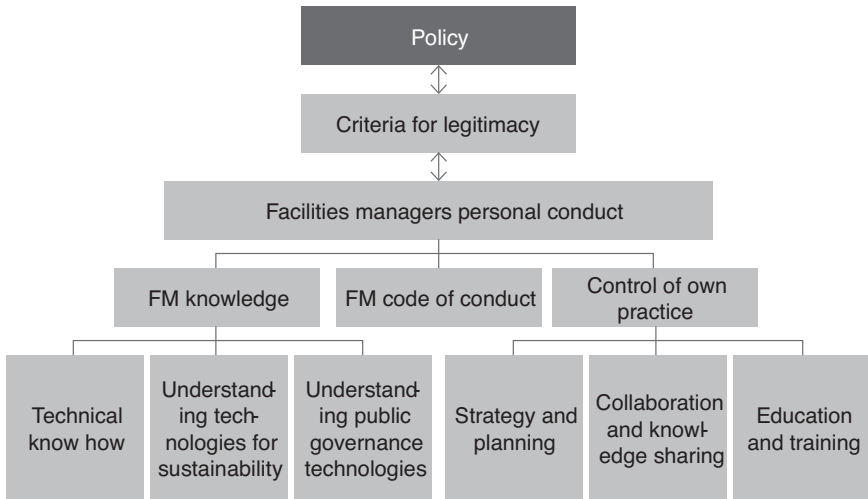 Policy
Criteria for legitimacy
Facilities managers personal conduct
FM knowledge
FM code of conduct
Control of own
practice
Technical
know how
Understand-
ing tech-
nologies for
sustainability
Understand-
ing public
governance
technologies
Strategy and
planning
Collaboration
and knowl-
edge sharing
Education
and training